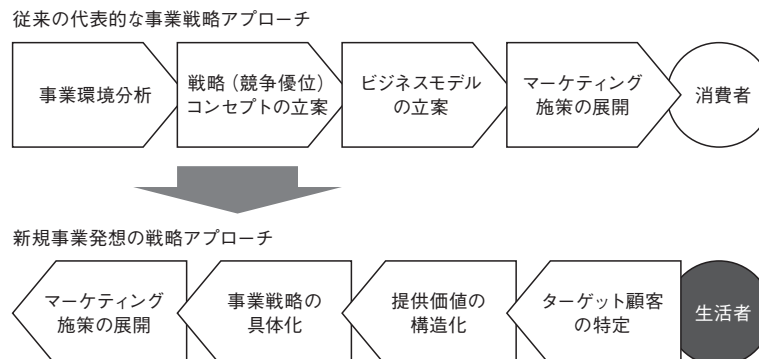 従来の代表的な事業戦略アプローチ
事業環境分析
戦略（競争優位）
コンセプトの立案
ビジネスモデル
の立案
マーケティング
施策の展開
消費者
新規事業発想の戦略アプローチ
マーケティング
施策の展開
事業戦略の
具体化
提供価値の
構造化
ターゲット顧客
の特定
生活者